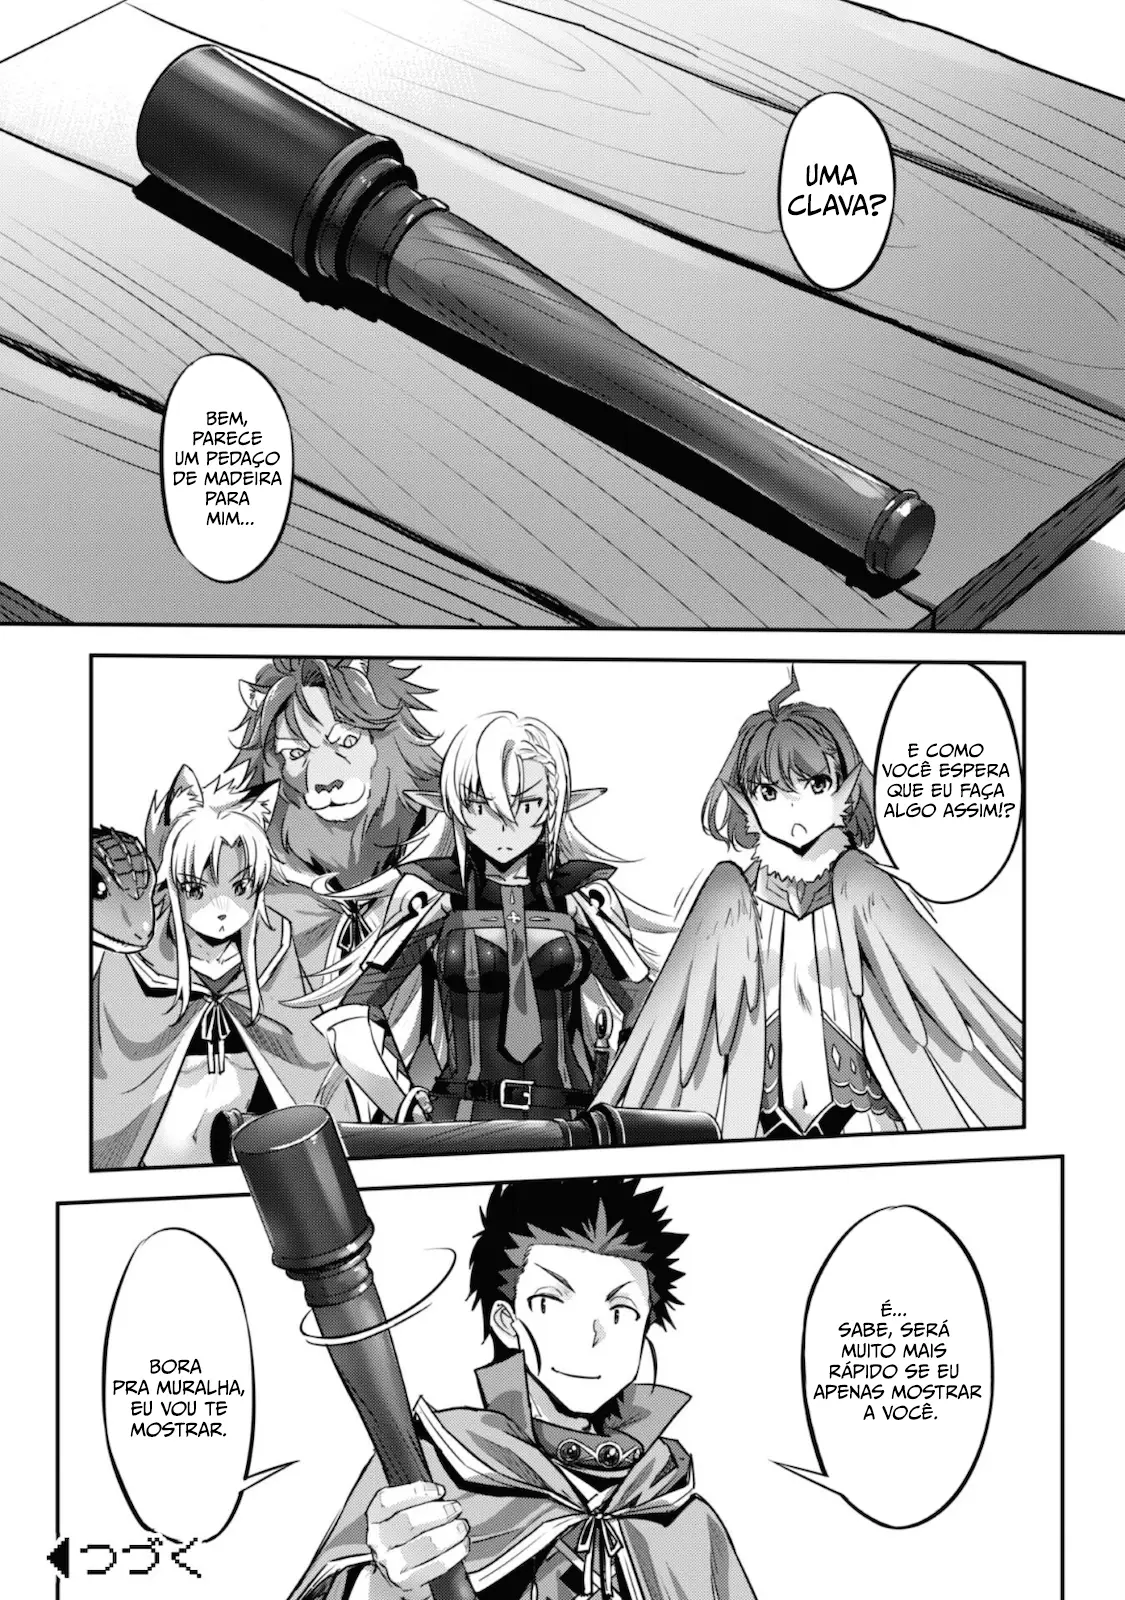 UMA
CLAVA?
BEM,
PARECE
UM PEDAÇO
DE MADEIRA
PARA
MIM...
E COMO
VOCÊ ESPERA
QUE EU FAÇA
ALGO ASSIM!?
É...
SABE, SERÁ
MUITO MAIS
RÁPIDO SE EU
APENAS MOSTRAR
A VOCÊ.
BORA
PRA MURALHA,
EU VOU TE
MOSTRAR.
つづく